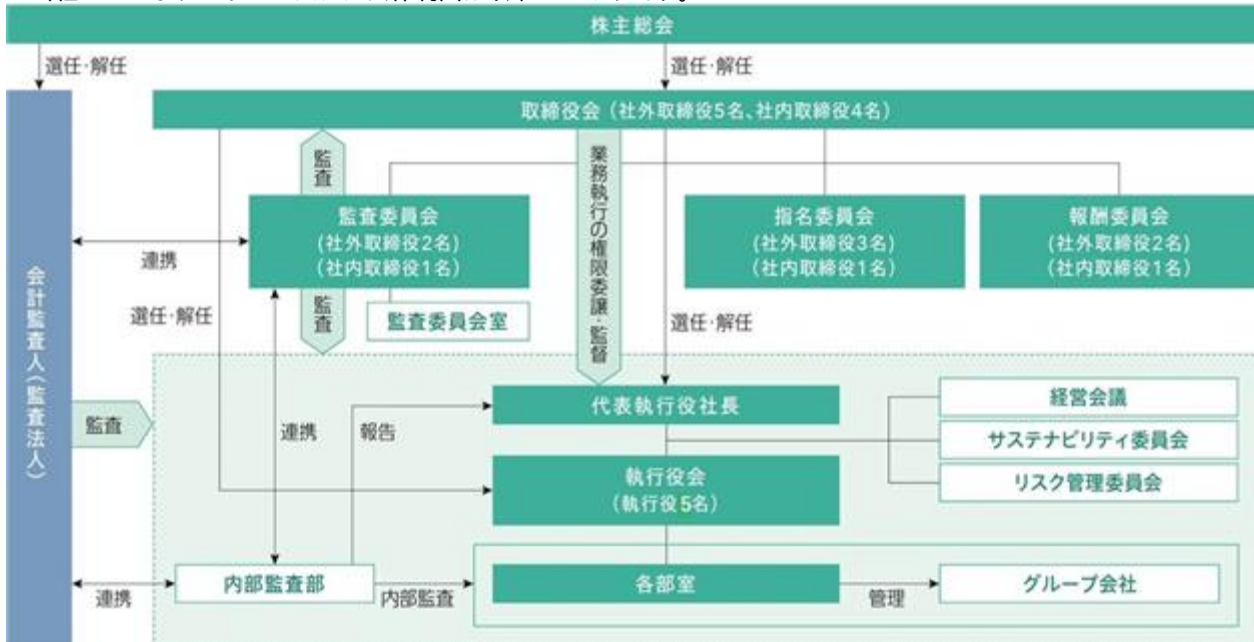 株主総会
選任・解任
選任・解任
取締役会（社外取締役5名、社内取締役4名）
監査
業務執行の権限委譲・監督
監査委員会
(社外取締役2名)
(社内取締役1名)
指名委員会
(社外取締役3名)
(社内取締役1名)
報酬委員会
(社外取締役2名)
(社内取締役1名)
連携
会計監査人（監査法人）
選任・解任
監査
監査委員会室
選任・解任
代表執行役社長
経営会議
監査
連携
報告
サステナビリティ委員会
執行役会
(執行役5名)
リスク管理委員会
連携
内部監査部
内部監査
各部室
管理
グループ会社